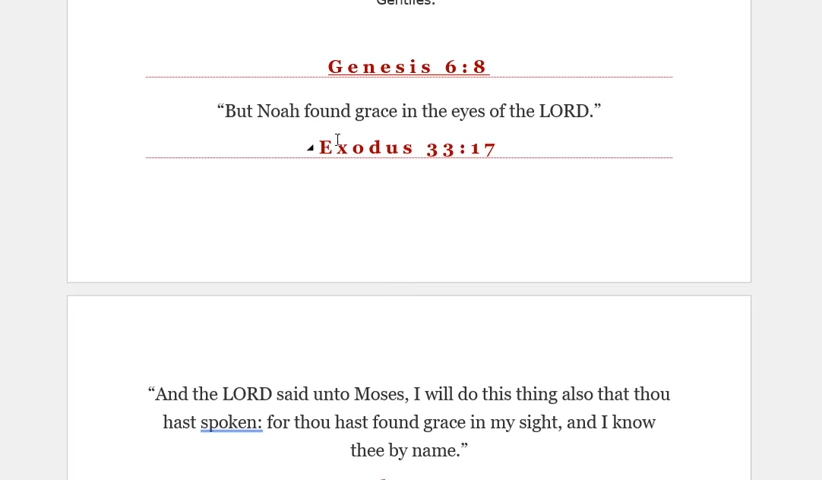 Gentiles.
Genesis 6:8
“But Noah found grace in the eyes of the LORD.”
Exodus 33:17
“And the LORD said unto Moses, I will do this thing also that thou
hast spoken: for thou hast found grace in my sight, and I know
thee by name.”